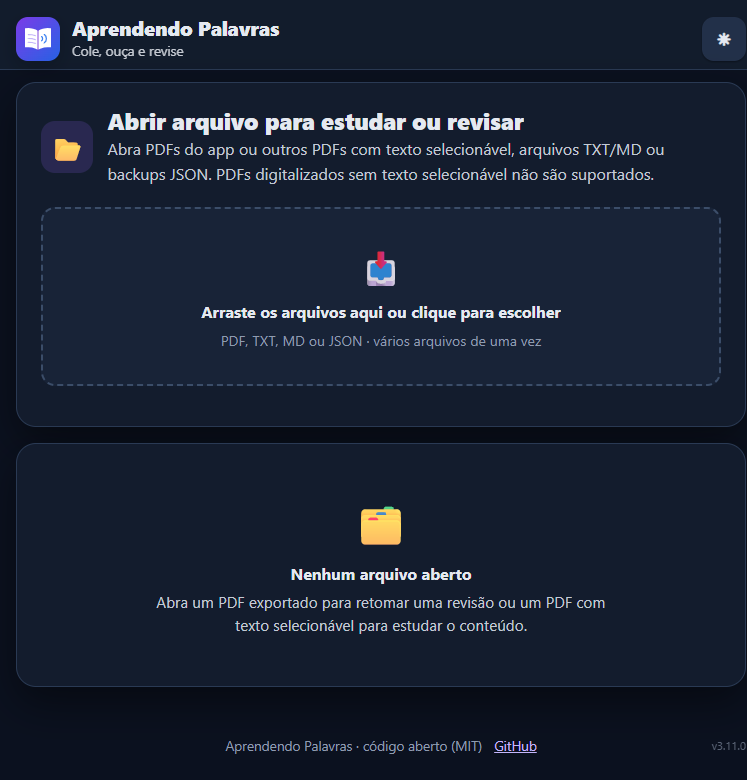 Aprendendo Palavras
Cole, ouça e revise
Abrir arquivo para estudar ou revisar
Abra PDFs do app ou outros PDFs com texto selecionável, arquivos TXT/MD ou
backups JSON. PDFs digitalizados sem texto selecionável não são suportados.
Arraste os arquivos aqui ou clique para escolher
PDF, TXT, MD ou JSON · vários arquivos de uma vez
Nenhum arquivo aberto
Abra um PDF exportado para retomar uma revisão ou um PDF com
texto selecionável para estudar o conteúdo.
Aprendendo Palavras · código aberto (MIT) GitHub
v3.11.0